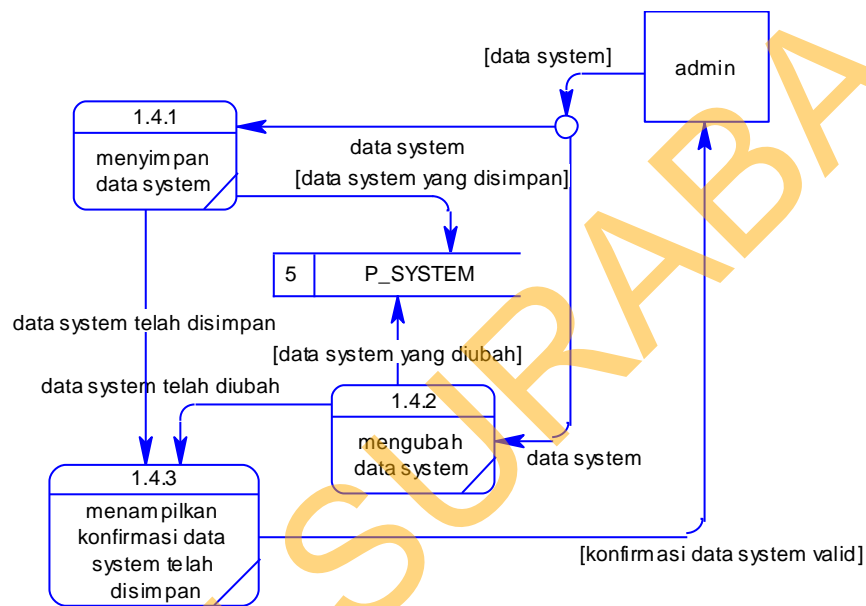 [data system]
admin
1.4.1
menyimpan
data system
data system
[data system yang disimpan]
5 P_SYSTEM
data system telah disimpan
[data system yang diubah]
data system telah diubah
1.4.2
mengubah
data system
data system
1.4.3
menampilkan
konfirmasi data
system telah
disimpan
[konfirmasi data system valid]
SURABA